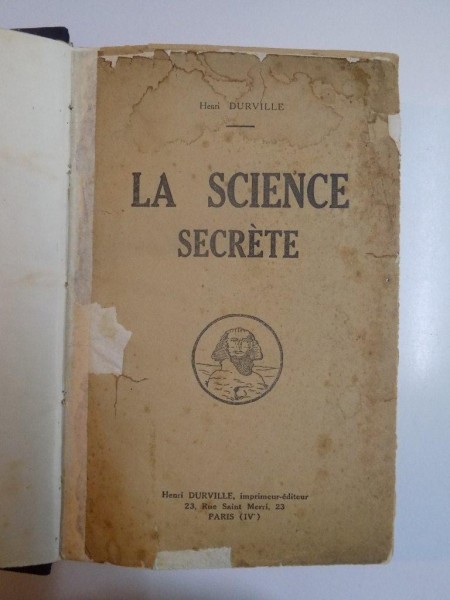 Henri DURVILLE
LA SCIENCE
SECRÈTE
Henri DURVILLE, imprimeur-éditeur
23, Rue Saint Merri, 23
PARIS (IVᵉ)